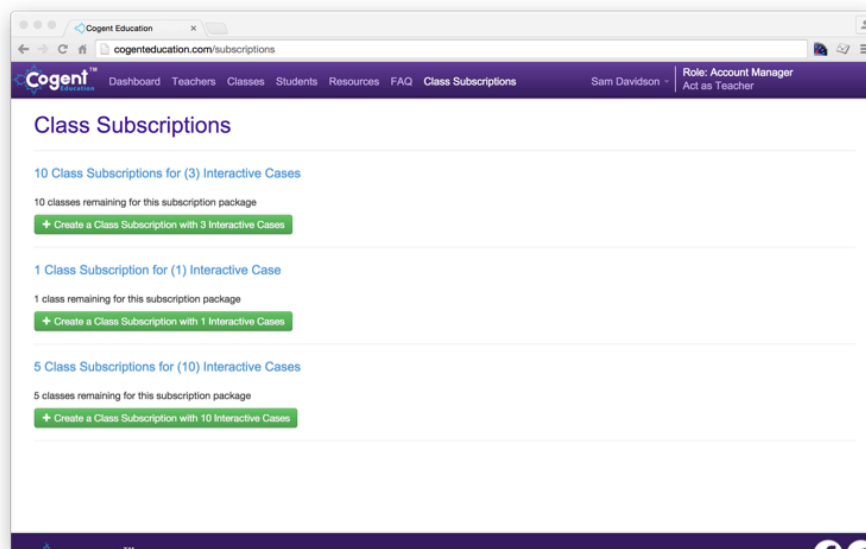 Cogent Education
cogenteducation.com/subscriptions
Cogent™
Education
Dashboard Teachers Classes Students Resources FAQ Class Subscriptions
Sam Davidson
Role: Account Manager
Act as Teacher
Class Subscriptions
10 Class Subscriptions for (3) Interactive Cases
10 classes remaining for this subscription package
+ Create a Class Subscription with 3 Interactive Cases
1 Class Subscription for (1) Interactive Case
1 class remaining for this subscription package
+ Create a Class Subscription with 1 Interactive Cases
5 Class Subscriptions for (10) Interactive Cases
5 classes remaining for this subscription package
+ Create a Class Subscription with 10 Interactive Cases